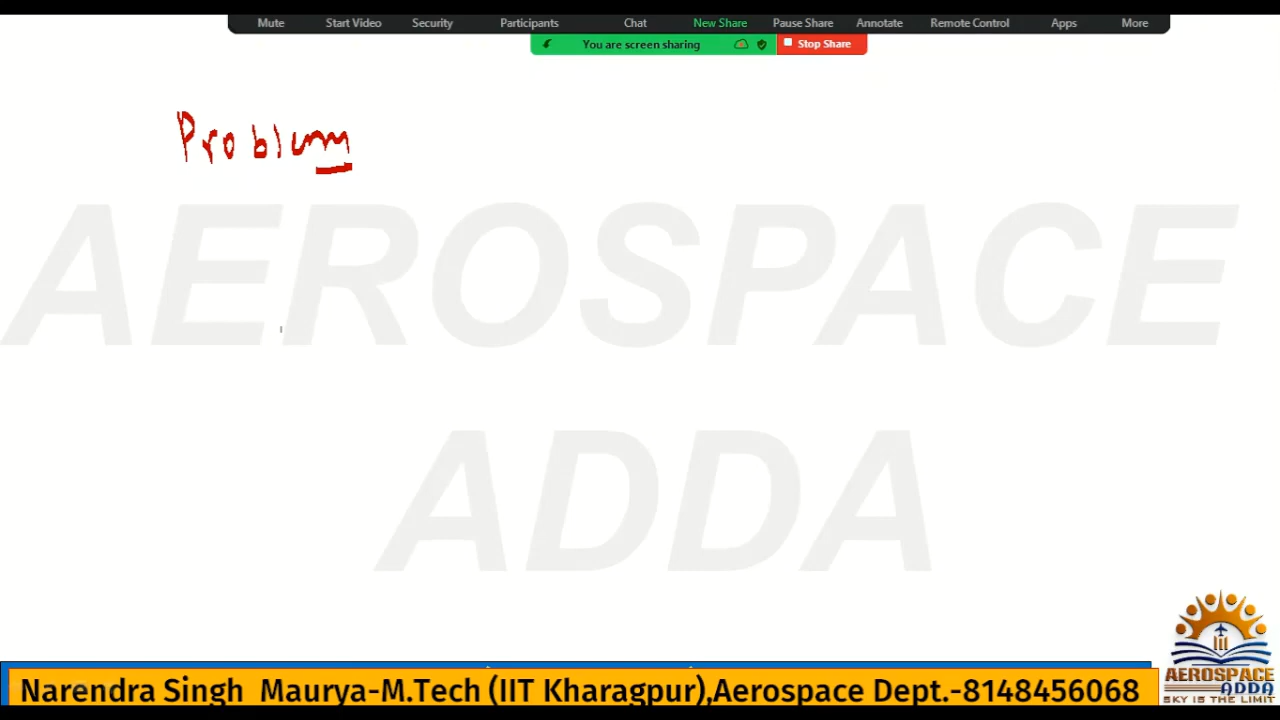 Mute Start Video Security Participants Chat New Share Pause Share Annotate Remote Control Apps More
You are screen sharing Stop Share
Problem
AEROSPACE
ADDA
AEROSPACE
ADDA
SKY IS THE LIMIT
Narendra Singh Maurya-M.Tech (IIT Kharagpur),Aerospace Dept.-8148456068